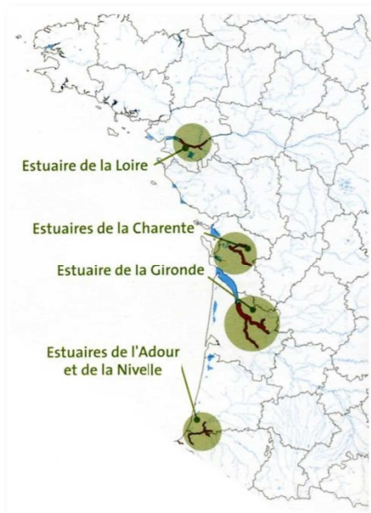 Estuaire de la Loire
Estuaires de la Charente
Estuaire de la Gironde
Estuaires de l'Adour
et de la Nivelle